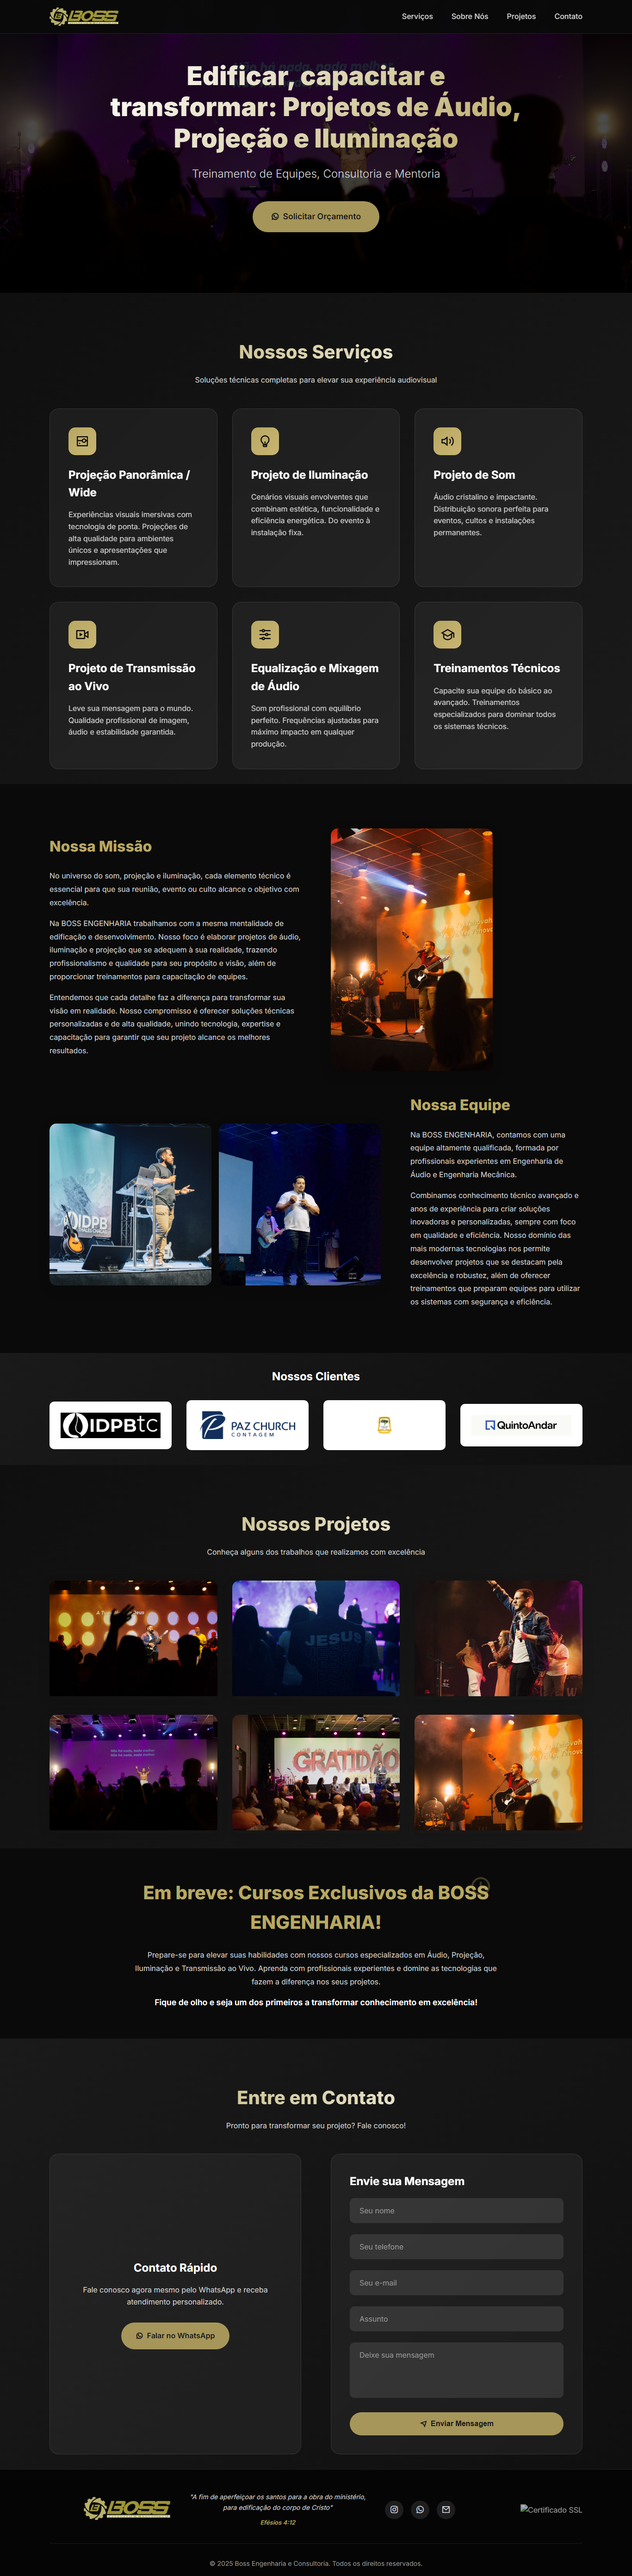 BOSS
Serviços
Sobre Nós
Projetos
Contato
Edificar, capacitar e
transformar: Projetos de Áudio,
Projeção e Iluminação
Treinamento de Equipes, Consultoria e Mentoria
Solicitar Orçamento
Nossos Serviços
Soluções técnicas completas para elevar sua experiência audiovisual
Projeção Panorâmica /
Wide
Experiências visuais imersivas com
tecnologia de ponta. Projeções de
alta qualidade para ambientes
únicos e apresentações que
impressionam.
Projeto de Iluminação
Cenários visuais envolventes que
combinam estética, funcionalidade e
eficiência energética. Do evento à
instalação fixa.
Projeto de Som
Áudio cristalino e impactante.
Distribuição sonora perfeita para
eventos, cultos e instalações
permanentes.
Projeto de Transmissão
ao Vivo
Leve sua mensagem para o mundo.
Qualidade profissional de imagem,
áudio e estabilidade garantida.
Equalização e Mixagem
de Áudio
Som profissional com equilíbrio
perfeito. Frequências ajustadas para
máximo impacto em qualquer
produção.
Treinamentos Técnicos
Capacite sua equipe do básico ao
avançado. Treinamentos
especializados para dominar todos
os sistemas técnicos.
Nossa Missão
No universo do som, projeção e iluminação, cada elemento técnico é
essencial para que sua reunião, evento ou culto alcance o objetivo com
excelência.
Na BOSS ENGENHARIA trabalhamos com a mesma mentalidade de
edificação e desenvolvimento. Nosso foco é elaborar projetos de áudio,
iluminação e projeção que se adequem à sua realidade, trazendo
profissionalismo e qualidade para seu propósito e visão, além de
proporcionar treinamentos para capacitação de equipes.
Entendemos que cada detalhe faz a diferença para transformar sua
visão em realidade. Nosso compromisso é oferecer soluções técnicas
personalizadas e de alta qualidade, unindo tecnologia, expertise e
capacitação para garantir que seu projeto alcance os melhores
resultados.
IDPB
Nossa Equipe
Na BOSS ENGENHARIA, contamos com uma
equipe altamente qualificada, formada por
profissionais experientes em Engenharia de
Áudio e Engenharia Mecânica.
Combinamos conhecimento técnico avançado e
anos de experiência para criar soluções
inovadoras e personalizadas, sempre com foco
em qualidade e eficiência. Nosso domínio das
mais modernas tecnologias nos permite
desenvolver projetos que se destacam pela
excelência e robustez, além de oferecer
treinamentos que preparam equipes para utilizar
os sistemas com segurança e eficiência.
Nossos Clientes
IDPBtc
PAZ CHURCH
CONTAGEM
QuintoAndar
Nossos Projetos
Conheça alguns dos trabalhos que realizamos com excelência
JESUS
GRATIDÃO
Em breve: Cursos Exclusivos da BOSS
ENGENHARIA!
Prepare-se para elevar suas habilidades com nossos cursos especializados em Áudio, Projeção,
Iluminação e Transmissão ao Vivo. Aprenda com profissionais experientes e domine as tecnologias que
fazem a diferença nos seus projetos.
Fique de olho e seja um dos primeiros a transformar conhecimento em excelência!
Entre em Contato
Pronto para transformar seu projeto? Fale conosco!
Contato Rápido
Fale conosco agora mesmo pelo WhatsApp e receba
atendimento personalizado.
Falar no WhatsApp
Envie sua Mensagem
Seu nome
Seu telefone
Seu e-mail
Assunto
Deixe sua mensagem
Enviar Mensagem
BOSS
"A fim de aperfeiçoar os santos para a obra do ministério,
para edificação do corpo de Cristo"
Efésios 4:12
Certificado SSL
© 2025 Boss Engenharia e Consultoria. Todos os direitos reservados.